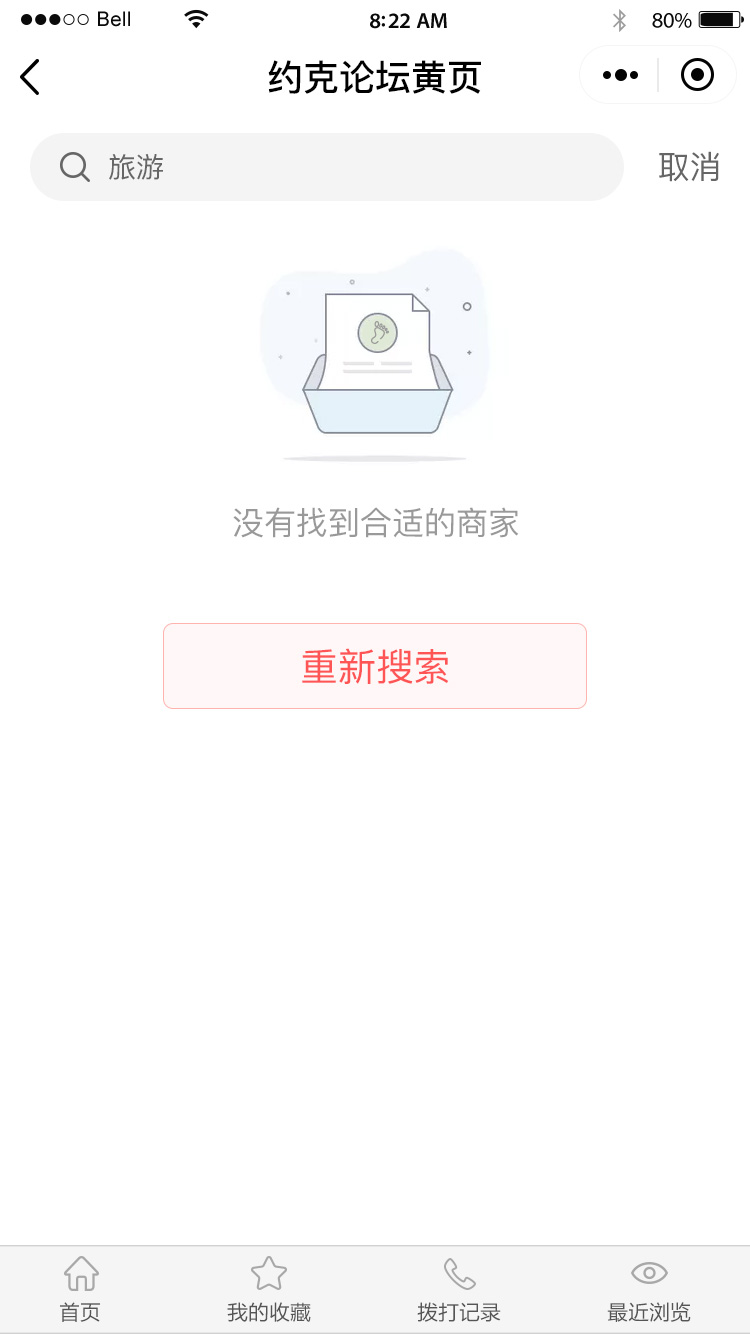 Bell
8:22 AM
80%
约克论坛黄页
旅游
取消
没有找到合适的商家
重新搜索
首页
我的收藏
拨打记录
最近浏览